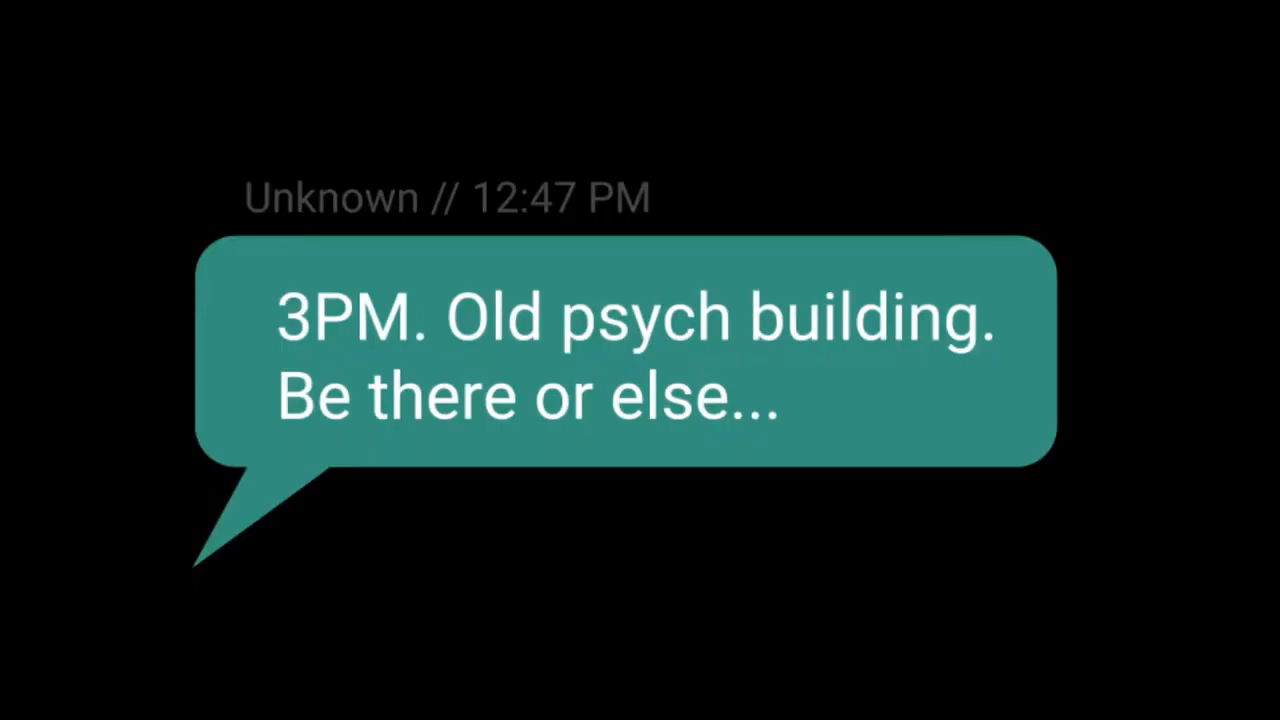 Unknown // 12:47 PM
3PM. Old psych building.
Be there or else...